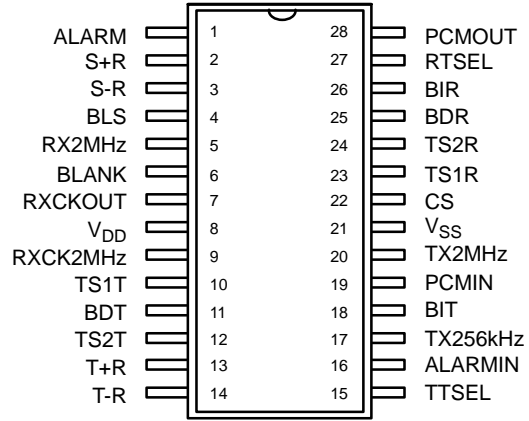 ALARM 1 28 PCMOUT
S+R 2 27 RTSEL
S-R 3 26 BIR
BLS 4 25 BDR
RX2MHz 5 24 TS2R
BLANK 6 23 TS1R
RXCKOUT 7 22 CS
VDD 8 21 VSS
RXCK2MHz 9 20 TX2MHz
TS1T 10 19 PCMIN
BDT 11 18 BIT
TS2T 12 17 TX256kHz
T+R 13 16 ALARMIN
T-R 14 15 TTSEL